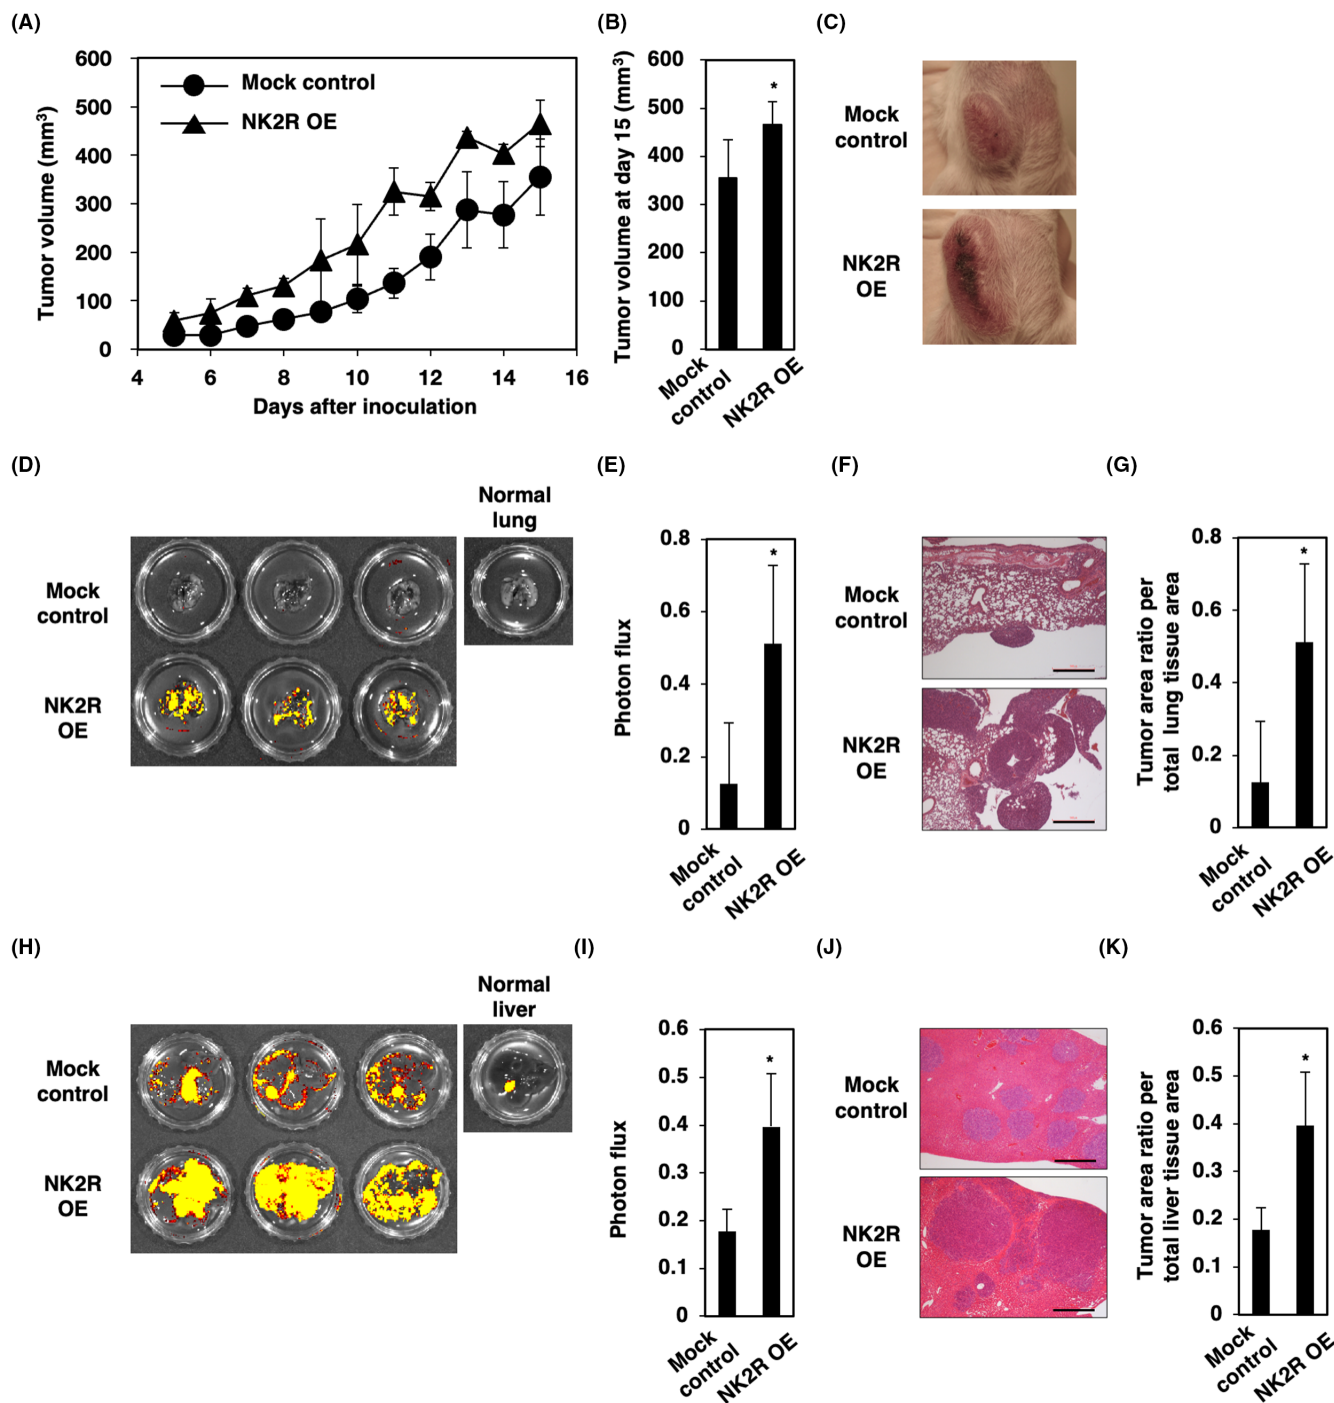 (A)
600
500
400
300
200
100
0
4
6
8
10
12
14
16
Tumor volume (mm³)
Days after inoculation
Mock control
NK2R OE
(B)
600
500
400
300
200
100
0
Tumor volume at day 15 (mm³)
*
Mock
control
NK2R OE
(C)
Mock
control
NK2R
OE
(D)
Normal
lung
Mock
control
NK2R
OE
(E)
0.8
0.6
0.4
0.2
0
Photon flux
*
Mock
control
NK2R OE
(F)
Mock
control
NK2R
OE
(G)
0.8
0.6
0.4
0.2
0
Tumor area ratio per
total lung tissue area
*
Mock
control
NK2R OE
(H)
Normal
liver
Mock
control
NK2R
OE
(I)
0.6
0.5
0.4
0.3
0.2
0.1
0
Photon flux
*
Mock
control
NK2R OE
(J)
Mock
control
NK2R
OE
(K)
0.6
0.5
0.4
0.3
0.2
0.1
0
Tumor area ratio per
total liver tissue area
*
Mock
control
NK2R OE